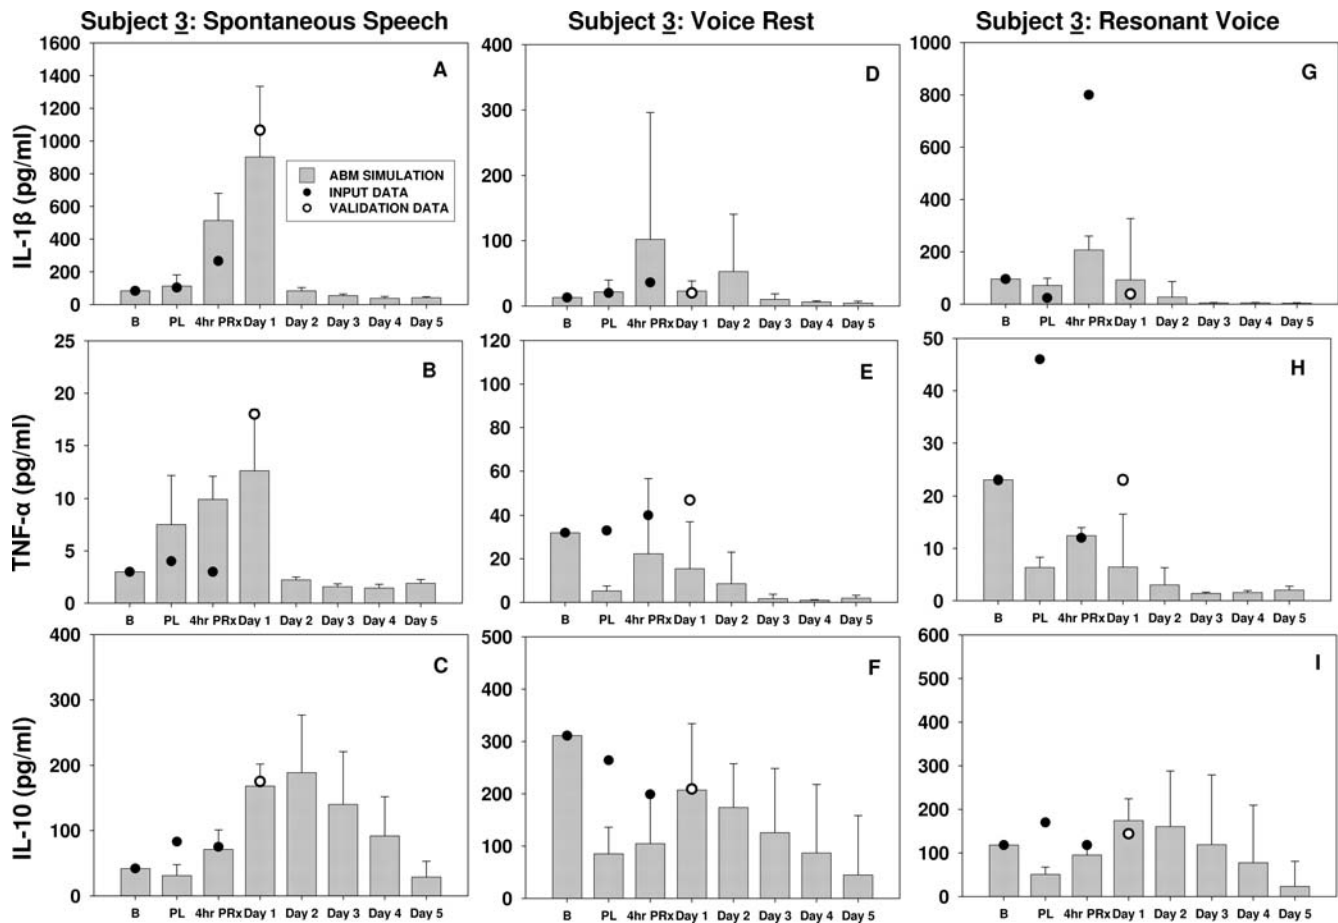 Subject 3: Spontaneous Speech
Subject 3: Voice Rest
Subject 3: Resonant Voice
IL-1β (pg/ml)
1600
1400
1200
1000
800
600
400
200
0
A
ABM SIMULATION
INPUT DATA
VALIDATION DATA
B PL 4hr PRx Day 1 Day 2 Day 3 Day 4 Day 5
400
300
200
100
0
D
B PL 4hr PRx Day 1 Day 2 Day 3 Day 4 Day 5
1000
800
600
400
200
0
G
B PL 4hr PRx Day 1 Day 2 Day 3 Day 4 Day 5
TNF-α (pg/ml)
25
20
15
10
5
0
B
B PL 4hr PRx Day 1 Day 2 Day 3 Day 4 Day 5
120
100
80
60
40
20
0
E
B PL 4hr PRx Day 1 Day 2 Day 3 Day 4 Day 5
50
40
30
20
10
0
H
B PL 4hr PRx Day 1 Day 2 Day 3 Day 4 Day 5
IL-10 (pg/ml)
400
300
200
100
0
C
B PL 4hr PRx Day 1 Day 2 Day 3 Day 4 Day 5
500
400
300
200
100
0
F
B PL 4hr PRx Day 1 Day 2 Day 3 Day 4 Day 5
600
500
400
300
200
100
0
I
B PL 4hr PRx Day 1 Day 2 Day 3 Day 4 Day 5